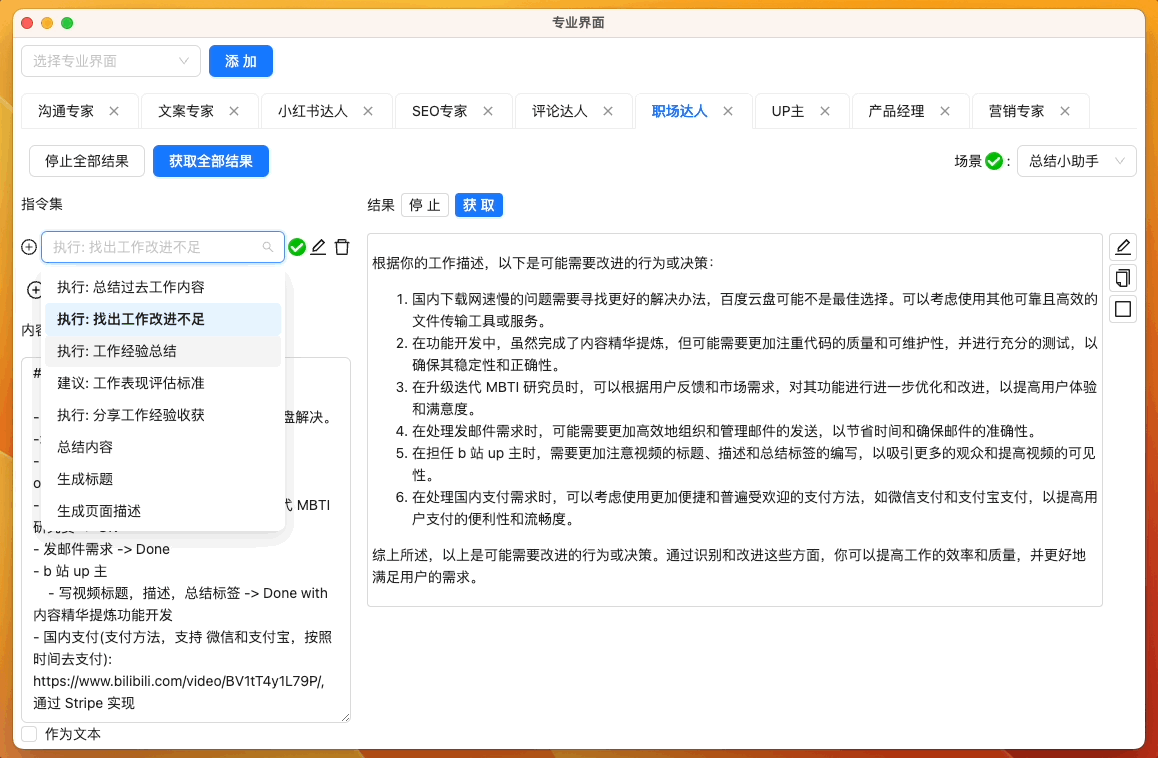 专业界面
选择专业界面
添 加
沟通专家
文案专家
小红书达人
SEO专家
评论达人
职场达人
UP主
产品经理
营销专家
停止全部结果
获取全部结果
场景 :
总结小助手
指令集
执行: 找出工作改进不足
执行: 总结过去工作内容
执行: 找出工作改进不足
执行: 工作经验总结
建议: 工作表现评估标准
执行: 分享工作经验收获
总结内容
生成标题
生成页面描述
内
#
-
盘解决。
-
-
-
MBTI
- 发邮件需求 -> Done
- b 站 up 主
- 写视频标题，描述，总结标签 -> Done with
内容精华提炼功能开发
- 国内支付(支付方法，支持 微信和支付宝，按照
时间去支付):
https://www.bilibili.com/video/BV1tT4y1L79P/,
通过 Stripe 实现
作为文本
结果
停 止
获 取
根据你的工作描述，以下是可能需要改进的行为或决策：
1. 国内下载网速慢的问题需要寻找更好的解决办法，百度云盘可能不是最佳选择。可以考虑使用其他可靠且高效的
文件传输工具或服务。
2. 在功能开发中，虽然完成了内容精华提炼，但可能需要更加注重代码的质量和可维护性，并进行充分的测试，以
确保其稳定性和正确性。
3. 在升级迭代 MBTI 研究员时，可以根据用户反馈和市场需求，对其功能进行进一步优化和改进，以提高用户体验
和满意度。
4. 在处理发邮件需求时，可能需要更加高效地组织和管理邮件的发送，以节省时间和确保邮件的准确性。
5. 在担任 b 站 up 主时，需要更加注意视频的标题、描述和总结标签的编写，以吸引更多的观众和提高视频的可见
性。
6. 在处理国内支付需求时，可以考虑使用更加便捷和普遍受欢迎的支付方法，如微信支付和支付宝支付，以提高用
户支付的便利性和流畅度。
综上所述，以上是可能需要改进的行为或决策。通过识别和改进这些方面，你可以提高工作的效率和质量，并更好地
满足用户的需求。